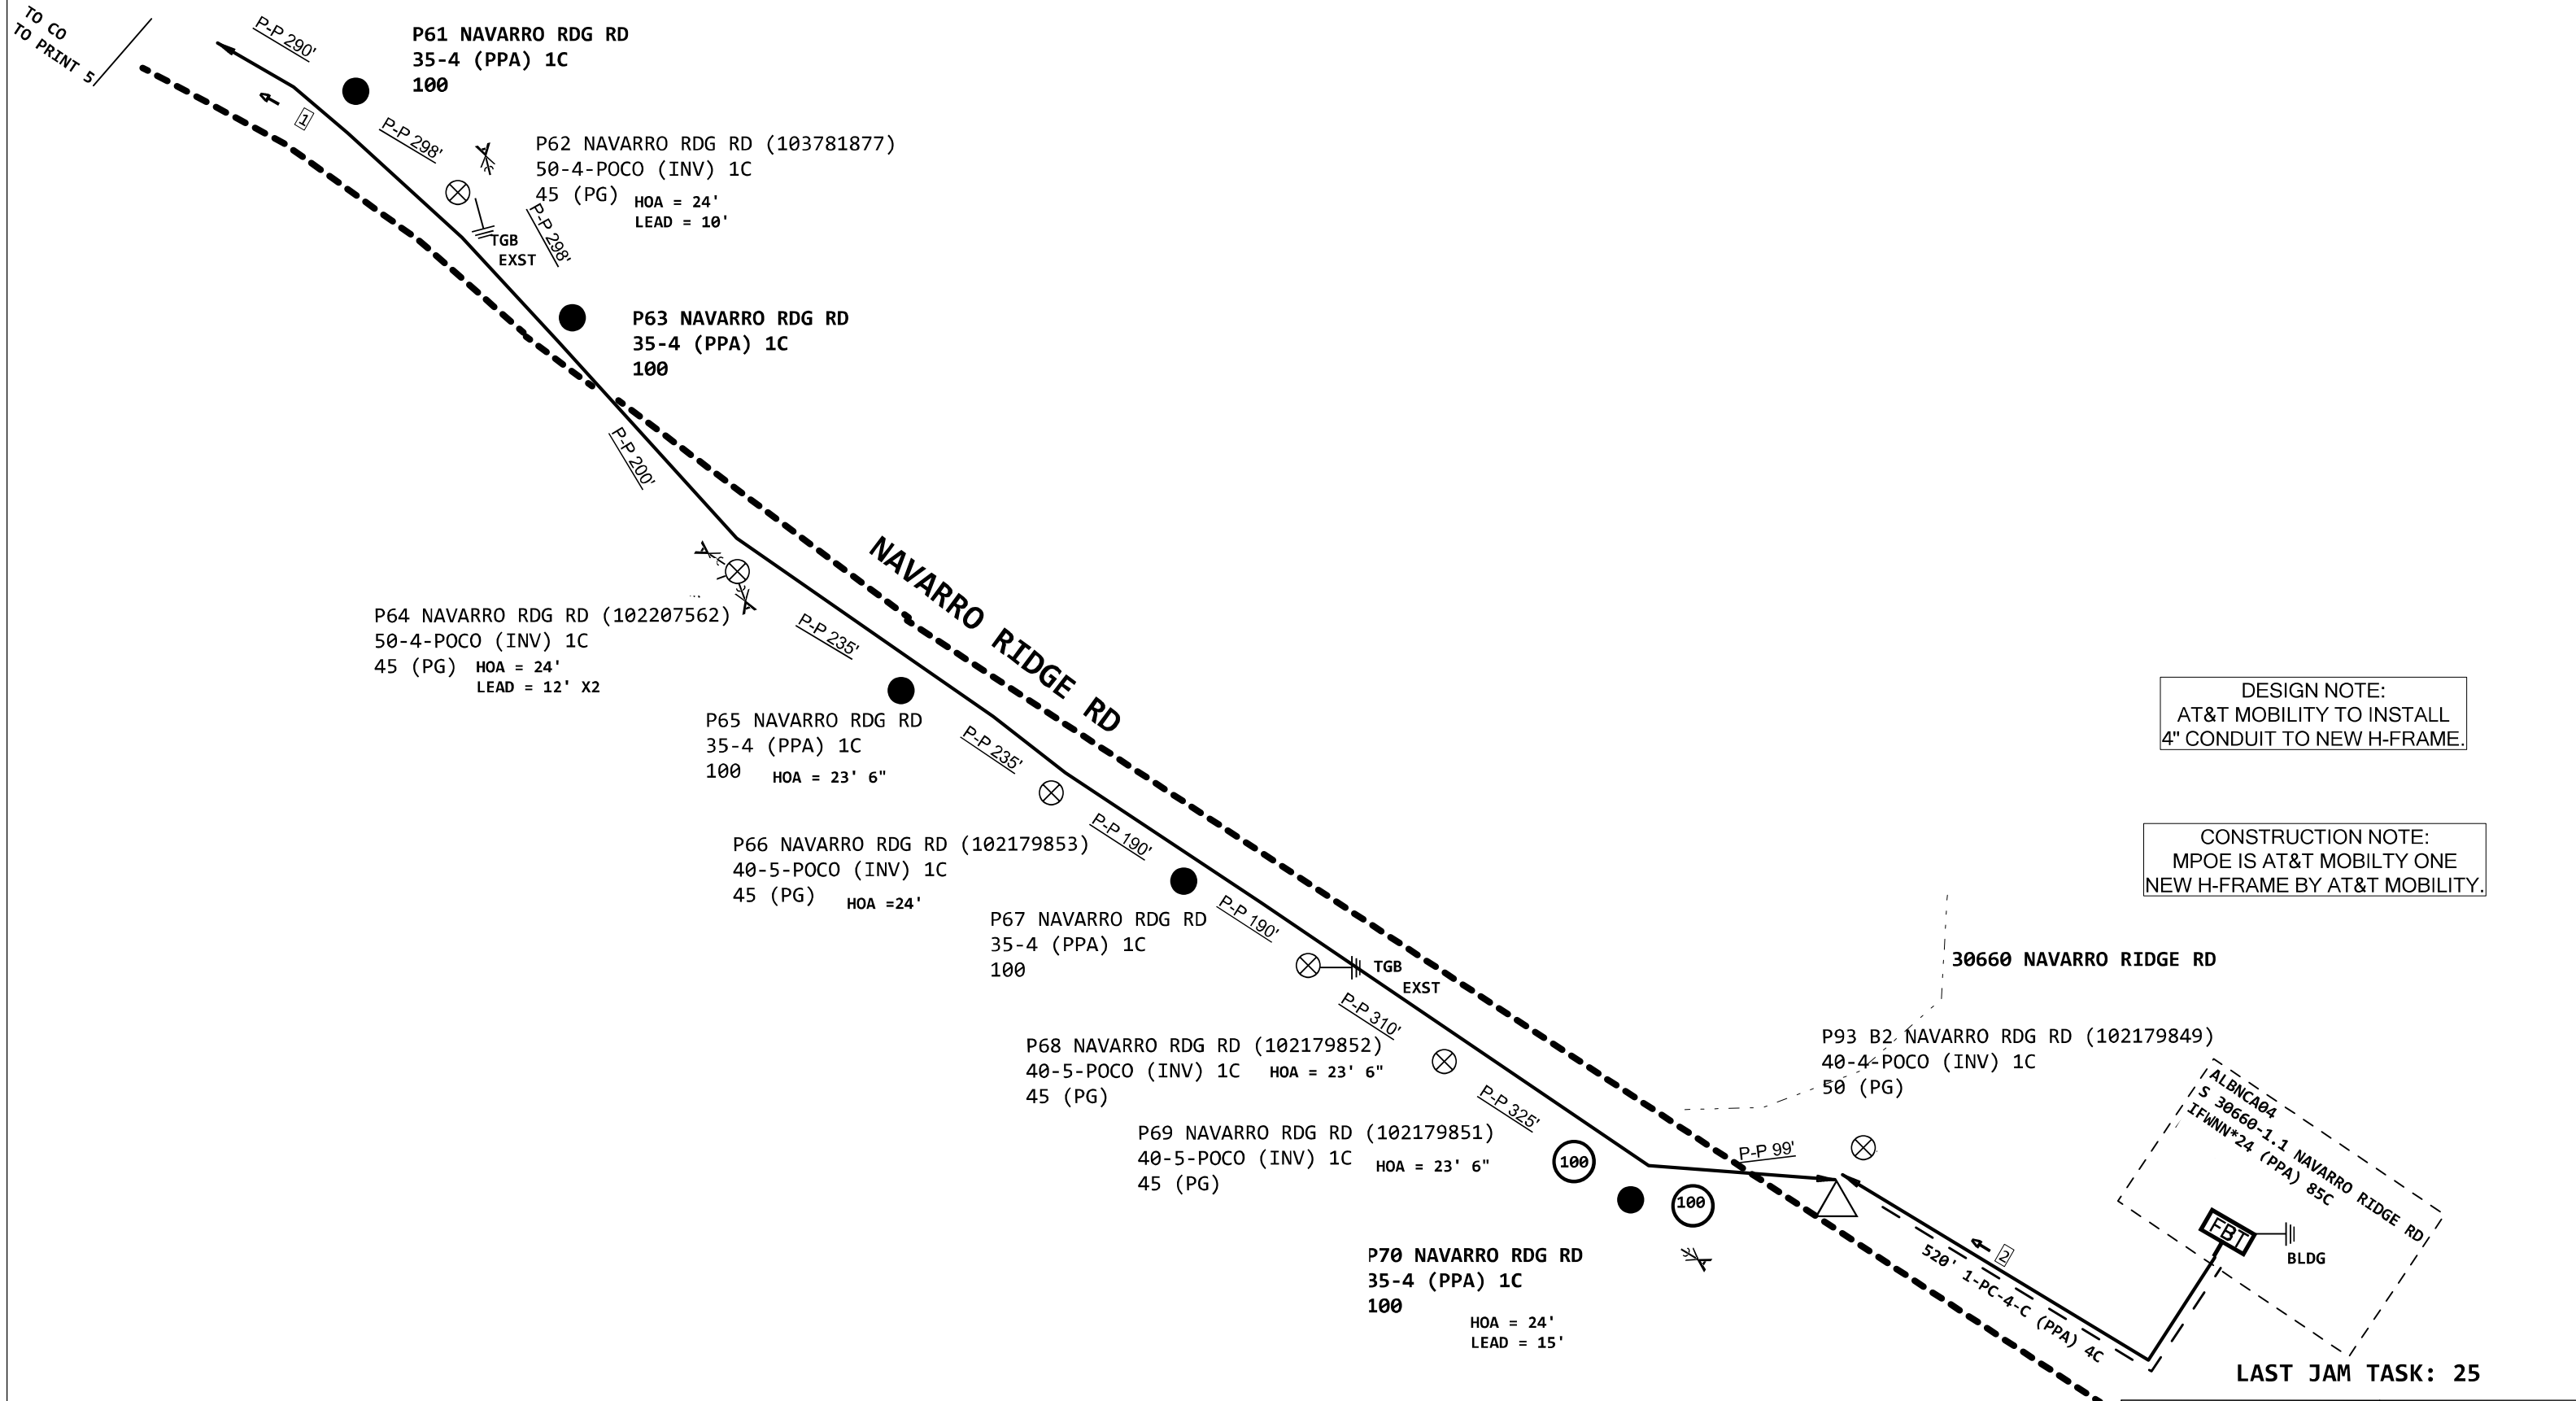 TO CO
TO PRINT 5
P-P 290'
P61 NAVARRO RDG RD
35-4 (PPA) 1C
100
1
P-P 298'
P62 NAVARRO RDG RD (103781877)
50-4-POCO (INV) 1C
45 (PG)
HOA = 24'
LEAD = 10'
P-P 298'
TGB
EXST
P63 NAVARRO RDG RD
35-4 (PPA) 1C
100
P-P 200'
NAVARRO RIDGE RD
P64 NAVARRO RDG RD (102207562)
50-4-POCO (INV) 1C
45 (PG)
HOA = 24'
LEAD = 12' X2
P-P 235'
P65 NAVARRO RDG RD
35-4 (PPA) 1C
100
HOA = 23' 6"
P-P 235'
P66 NAVARRO RDG RD (102179853)
40-5-POCO (INV) 1C
45 (PG)
HOA =24'
P-P 190'
P67 NAVARRO RDG RD
35-4 (PPA) 1C
100
P-P 190'
TGB
EXST
P68 NAVARRO RDG RD (102179852)
40-5-POCO (INV) 1C
HOA = 23' 6"
45 (PG)
P-P 310'
P69 NAVARRO RDG RD (102179851)
40-5-POCO (INV) 1C
HOA = 23' 6"
45 (PG)
P-P 325'
100
100
P70 NAVARRO RDG RD
35-4 (PPA) 1C
100
HOA = 24'
LEAD = 15'
P-P 99'
DESIGN NOTE:
AT&T MOBILITY TO INSTALL
4" CONDUIT TO NEW H-FRAME.
CONSTRUCTION NOTE:
MPOE IS AT&T MOBILTY ONE
NEW H-FRAME BY AT&T MOBILITY.
30660 NAVARRO RIDGE RD
P93 B2 NAVARRO RDG RD (102179849)
40-4-POCO (INV) 1C
50 (PG)
ALBNCA04
S 30660-1.1 NAVARRO RIDGE RD
IFWNN*24 (PPA) 85C
FBT
BLDG
2
520' 1-PC-4-C (PPA) 4C
LAST JAM TASK: 25